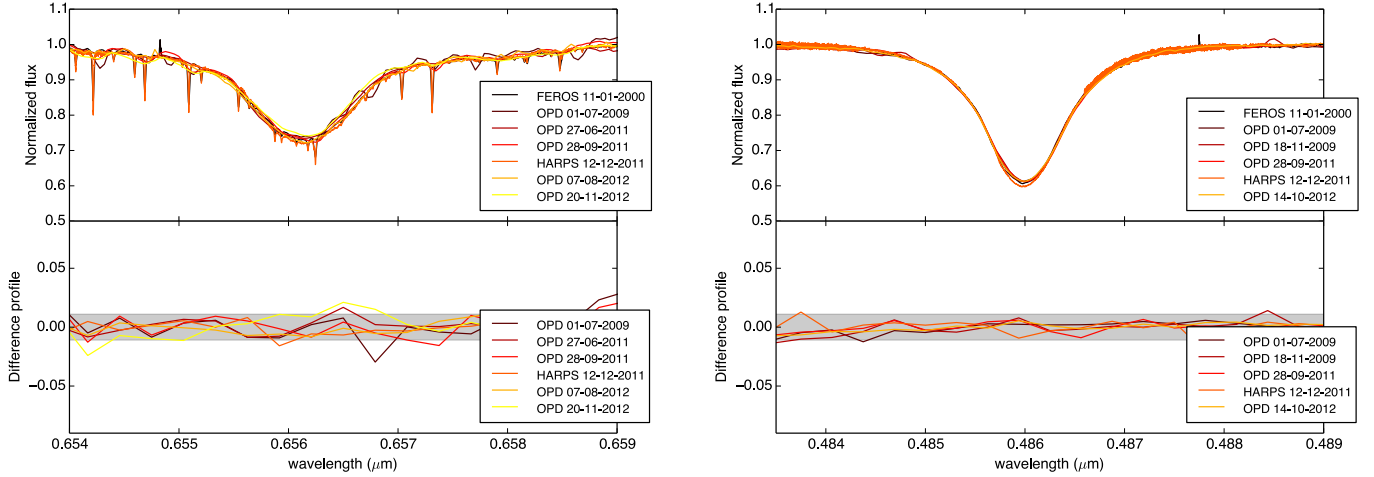 1.1
1.0
0.9
0.8
0.7
0.6
0.5
Normalized flux
FEROS 11-01-2000
OPD 01-07-2009
OPD 27-06-2011
OPD 28-09-2011
HARPS 12-12-2011
OPD 07-08-2012
OPD 20-11-2012
0.05
0.00
−0.05
Difference profile
OPD 01-07-2009
OPD 27-06-2011
OPD 28-09-2011
HARPS 12-12-2011
OPD 07-08-2012
OPD 20-11-2012
0.654 0.655 0.656 0.657 0.658 0.659
wavelength (μm)
1.1
1.0
0.9
0.8
0.7
0.6
0.5
Normalized flux
FEROS 11-01-2000
OPD 01-07-2009
OPD 18-11-2009
OPD 28-09-2011
HARPS 12-12-2011
OPD 14-10-2012
0.05
0.00
−0.05
Difference profile
OPD 01-07-2009
OPD 18-11-2009
OPD 28-09-2011
HARPS 12-12-2011
OPD 14-10-2012
0.484 0.485 0.486 0.487 0.488 0.489
wavelength (μm)